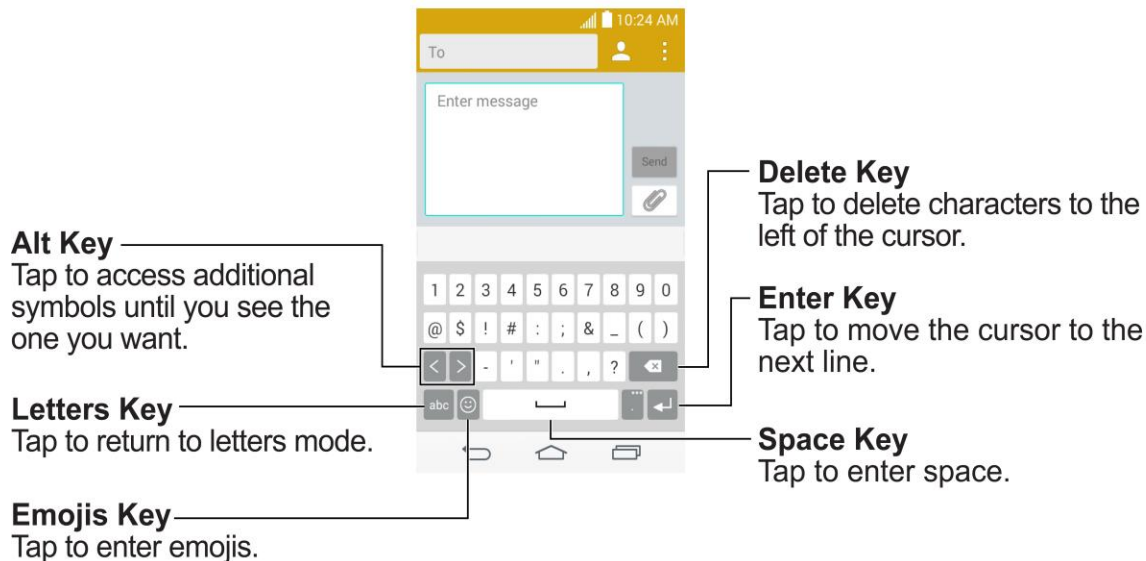 10:24 AM
To
Enter message
Send
Delete Key
Tap to delete characters to the
left of the cursor.
Alt Key
Tap to access additional
symbols until you see the
one you want.
1 2 3 4 5 6 7 8 9 0
@ $ ! # : ; & _ ( )
< > - ' " . , ?
abc .
Enter Key
Tap to move the cursor to the
next line.
Letters Key
Tap to return to letters mode.
Space Key
Tap to enter space.
Emojis Key
Tap to enter emojis.